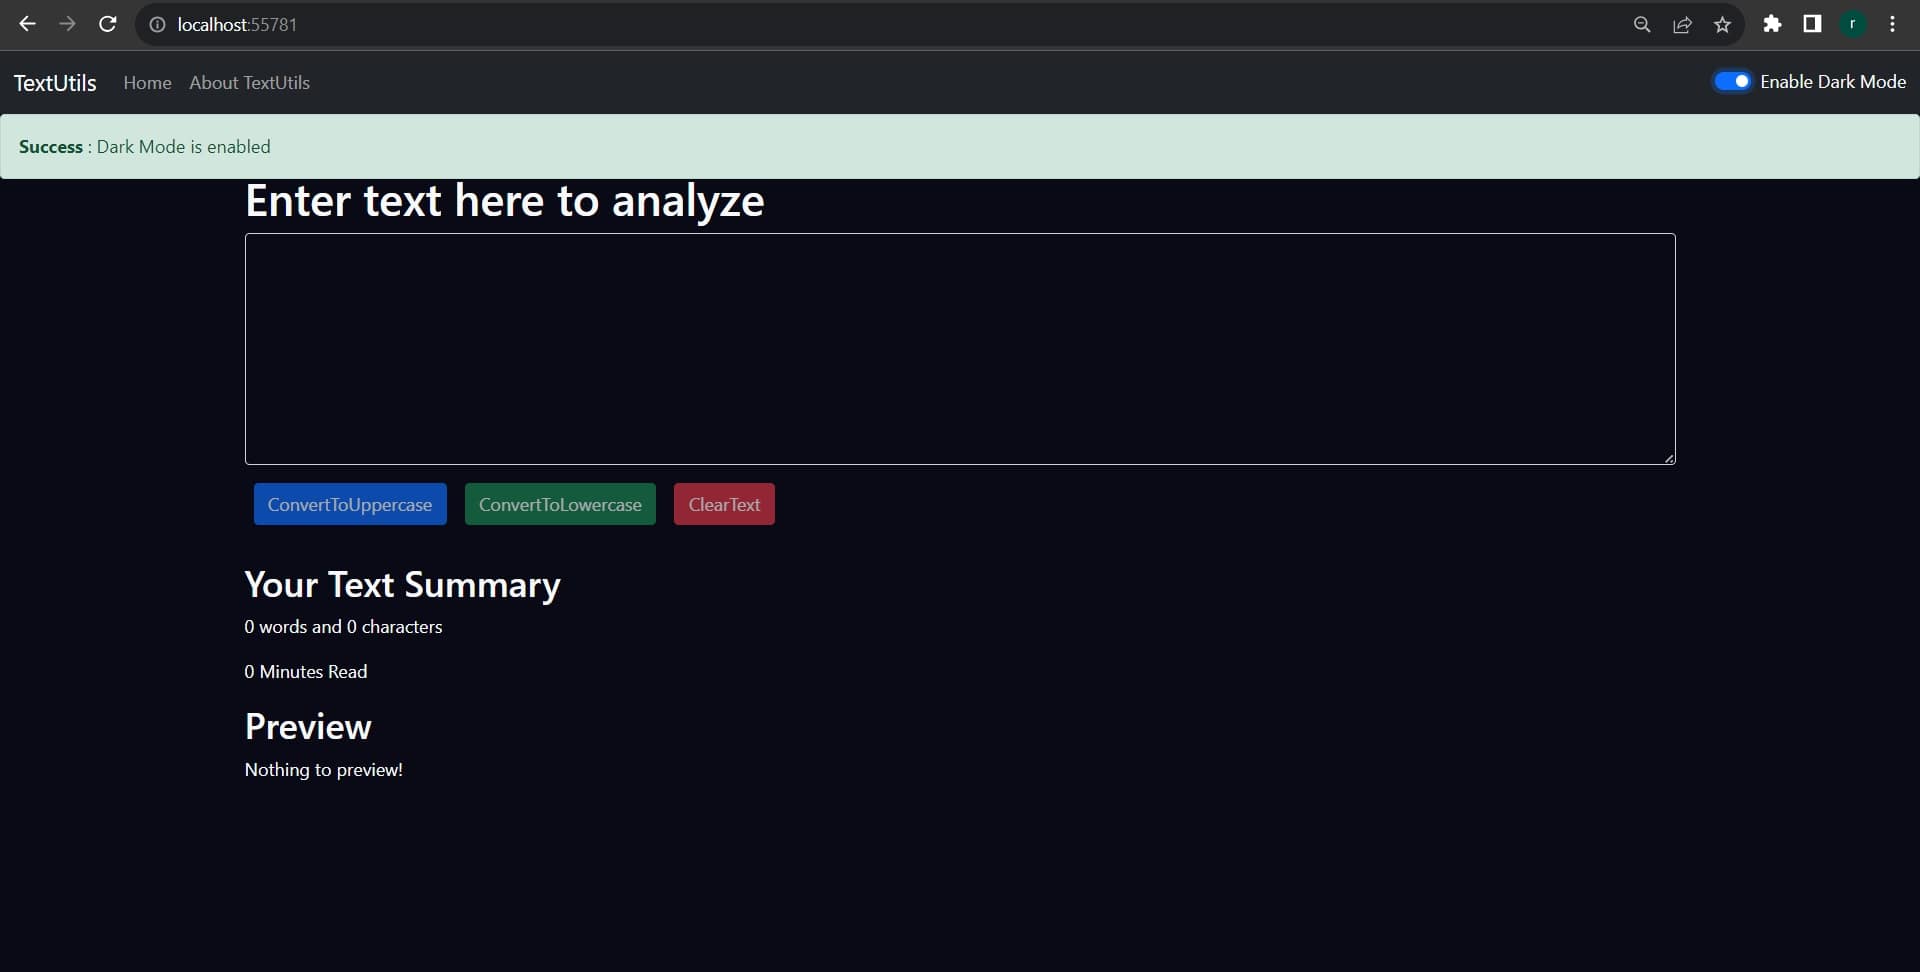 localhost:55781
r
TextUtils Home About TextUtils Enable Dark Mode
Success : Dark Mode is enabled
Enter text here to analyze
ConvertToUppercase ConvertToLowercase ClearText
Your Text Summary
0 words and 0 characters
0 Minutes Read
Preview
Nothing to preview!